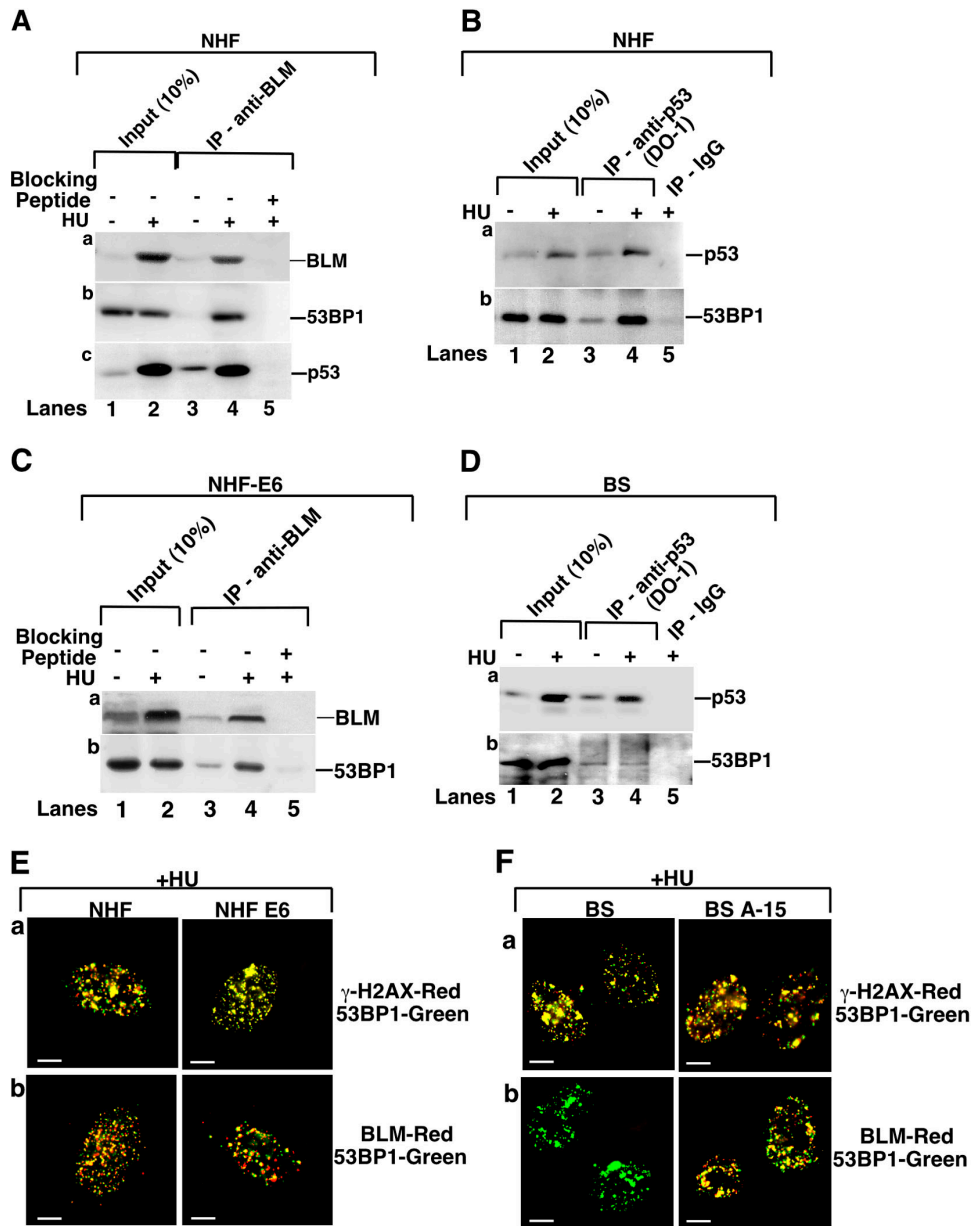 A
NHF
Input (10%)
IP - anti-BLM
Blocking
Peptide - - - - +
HU - + - + +
a
BLM
b
53BP1
c
p53
Lanes 1 2 3 4 5
B
NHF
Input (10%)
IP - anti-p53
(DO-1)
IP - IgG
HU - + - + +
a
p53
b
53BP1
Lanes 1 2 3 4 5
C
NHF-E6
Input (10%)
IP - anti-BLM
Blocking
Peptide - - - - +
HU - + - + +
a
BLM
b
53BP1
Lanes 1 2 3 4 5
D
BS
Input (10%)
IP - anti-p53
(DO-1)
IP - IgG
HU - + - + +
a
p53
b
53BP1
Lanes 1 2 3 4 5
E
+HU
NHF NHF E6
a
γ-H2AX-Red
53BP1-Green
b
BLM-Red
53BP1-Green
F
+HU
BS BS A-15
a
γ-H2AX-Red
53BP1-Green
b
BLM-Red
53BP1-Green